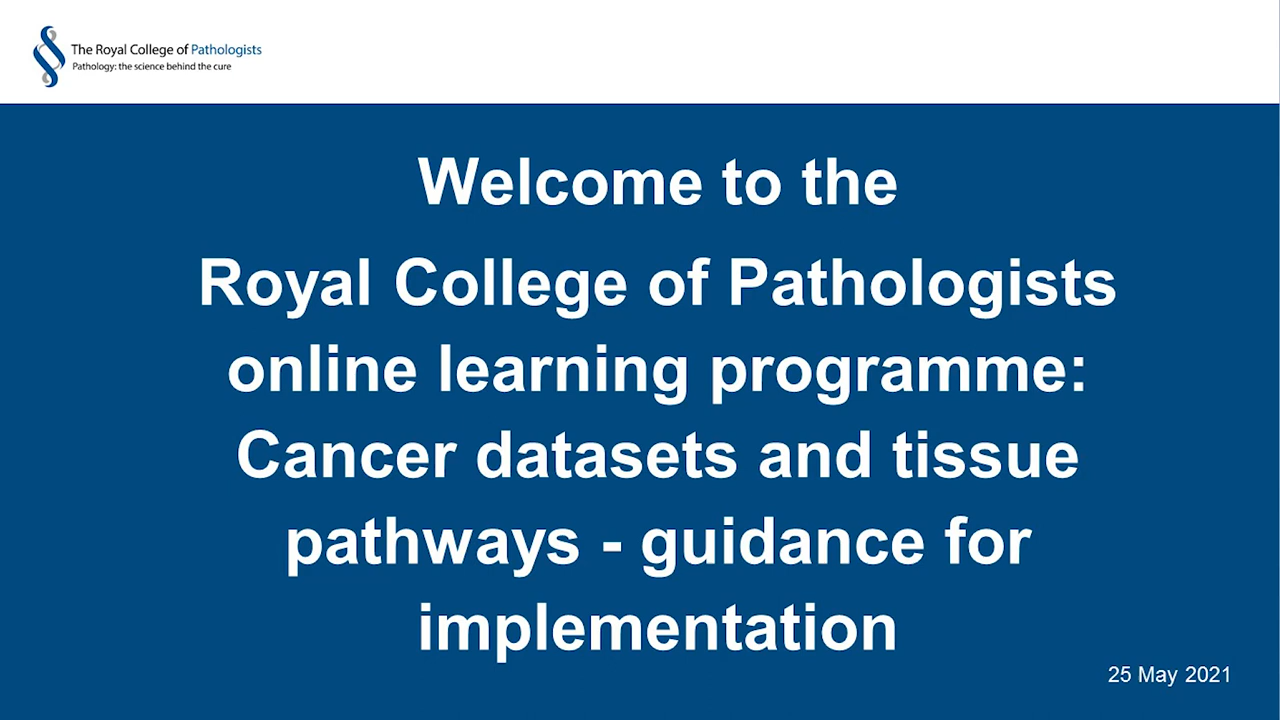 The Royal College of Pathologists
Pathology: the science behind the cure
Welcome to the
Royal College of Pathologists
online learning programme:
Cancer datasets and tissue
pathways - guidance for
implementation
25 May 2021